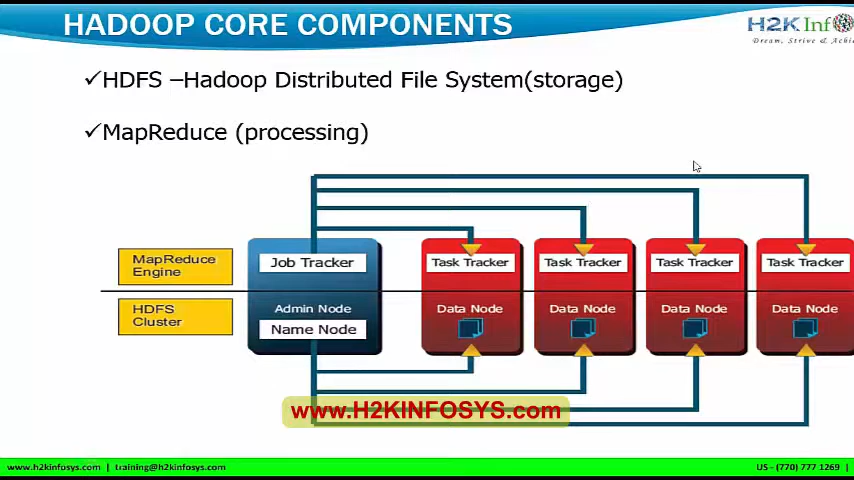 HADOOP CORE COMPONENTS
H2K Inf
Dream, Strive & Achi
✓HDFS –Hadoop Distributed File System(storage)
✓MapReduce (processing)
MapReduce
Engine
Job Tracker
Task Tracker
Task Tracker
Task Tracker
Task Tracker
HDFS
Cluster
Admin Node
Name Node
Data Node
Data Node
Data Node
Data Node
www.H2KINFOSYS.com
www.h2kinfosys.com | training@h2kinfosys.com
US - (770) 777 1269 |